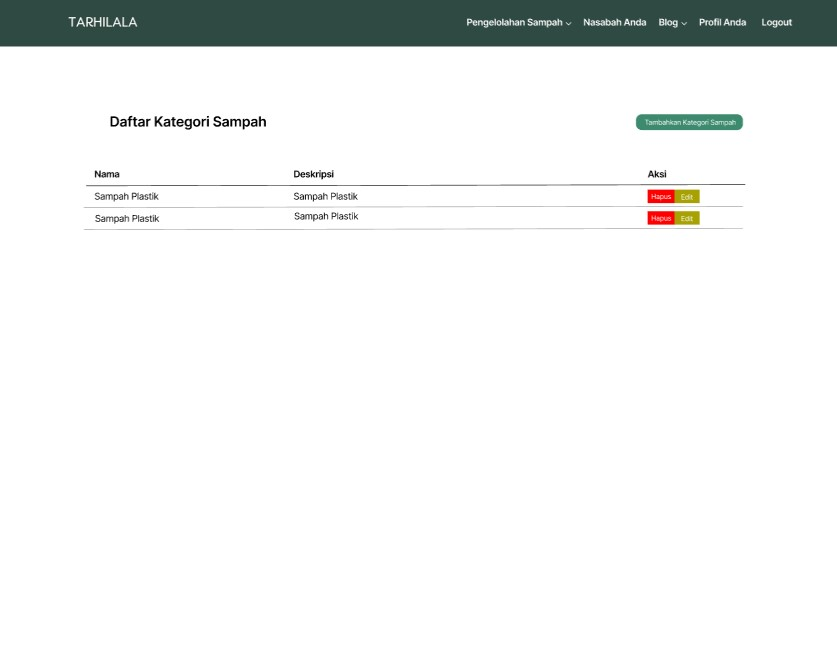 TARHILALA Pengelolahan Sampah Nasabah Anda Blog Profil Anda Logout
Daftar Kategori Sampah Tambahkan Kategori Sampah
Nama Deskripsi Aksi
Sampah Plastik Sampah Plastik Hapus Edit
Sampah Plastik Sampah Plastik Hapus Edit